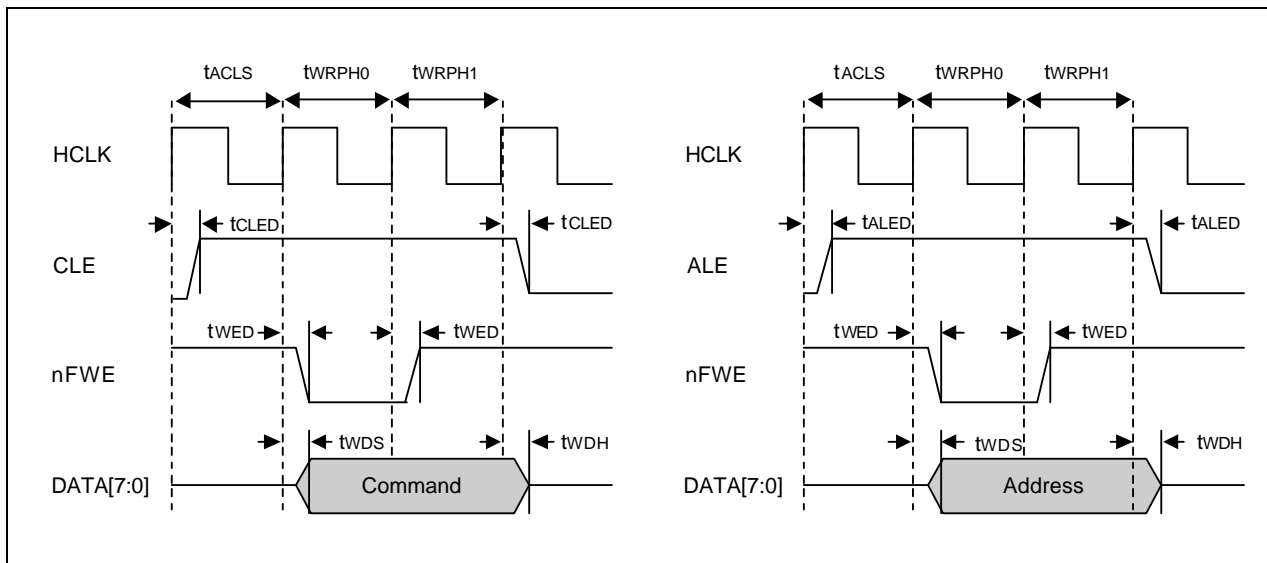 tACLS tWRPH0 tWRPH1
HCLK
tCLED tCLED
CLE
tWED tWED
nFWE
tWDS tWDH
DATA[7:0] Command
tACLS tWRPH0 tWRPH1
HCLK
tALED tALED
ALE
tWED tWED
nFWE
tWDS tWDH
DATA[7:0] Address